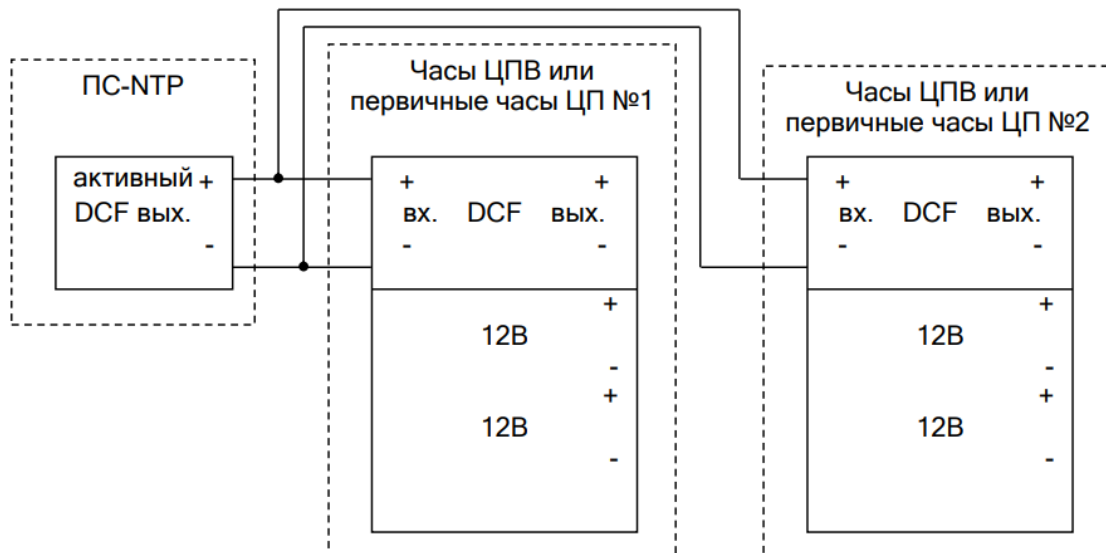 ПС-NTP
активный +
DCF вых.
-
Часы ЦПВ или
первичные часы ЦП №1
+ +
вх. DCF вых.
- -
+
12В
-
+
12В
-
Часы ЦПВ или
первичные часы ЦП №2
+ +
вх. DCF вых.
- -
+
12В
-
+
12В
-